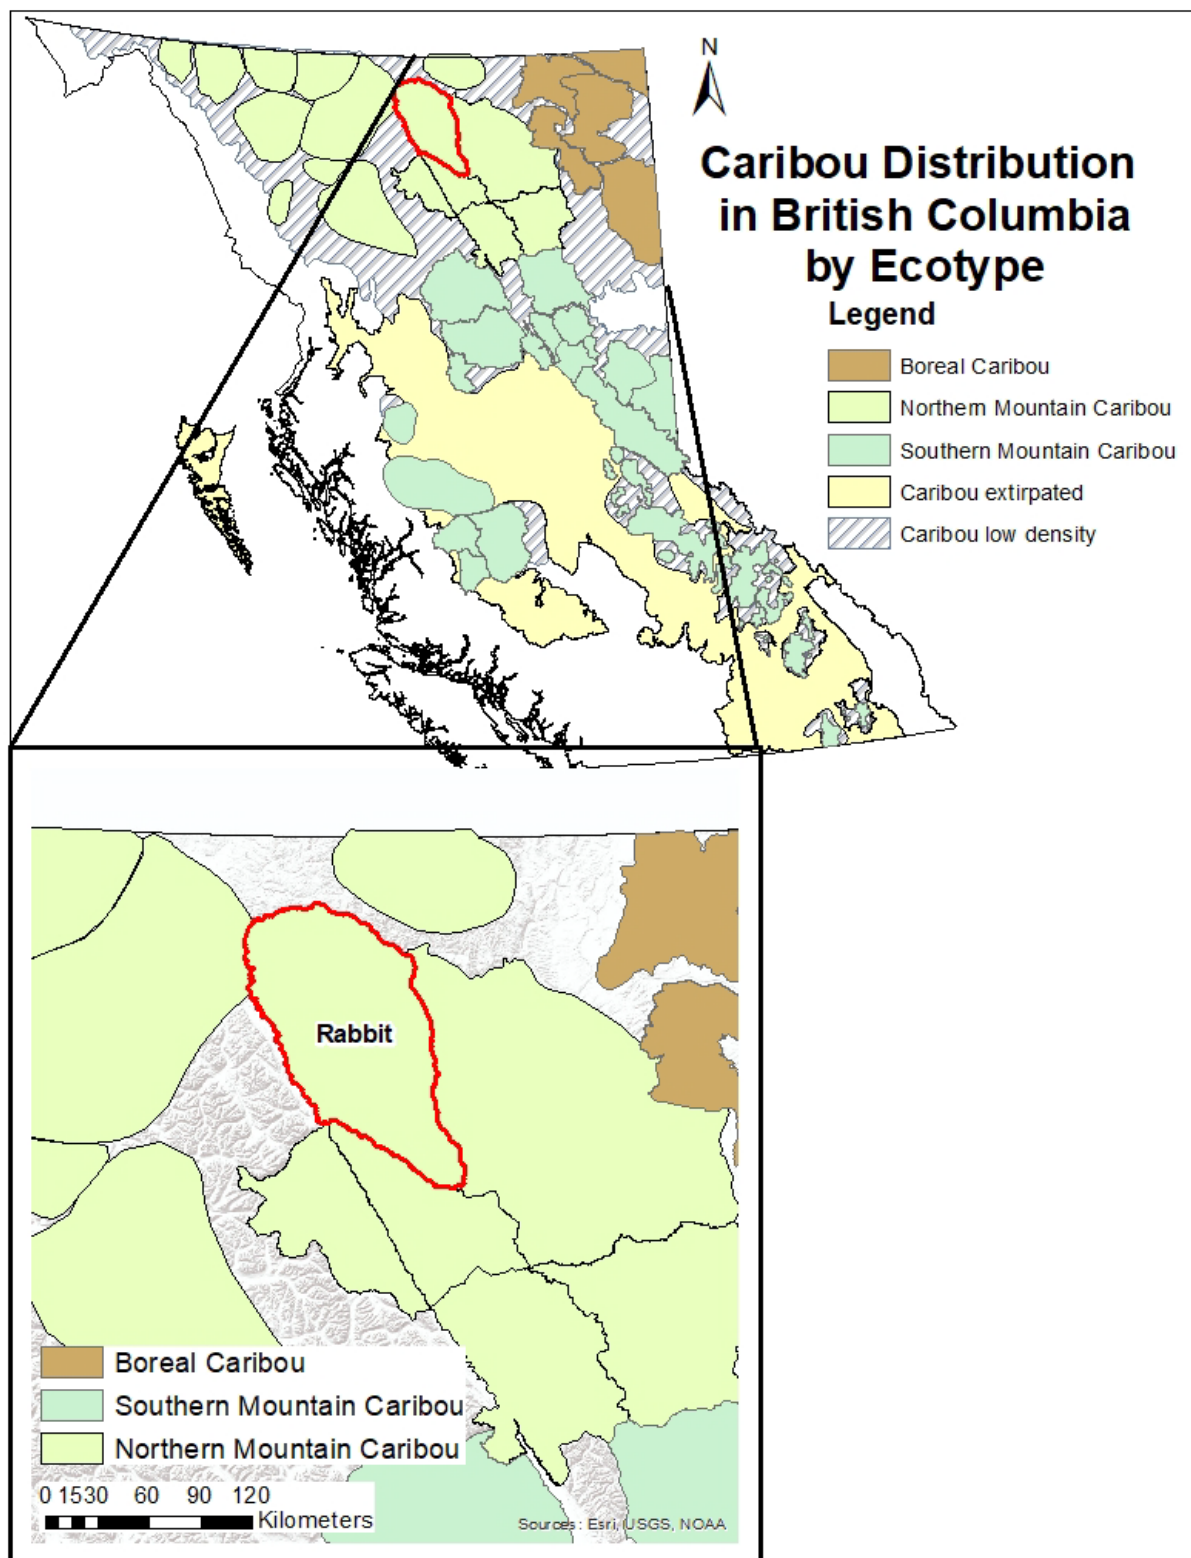 N
Caribou Distribution
in British Columbia
by Ecotype
Legend
Boreal Caribou
Northern Mountain Caribou
Southern Mountain Caribou
Caribou extirpated
Caribou low density
Rabbit
Boreal Caribou
Southern Mountain Caribou
Northern Mountain Caribou
0 15 30 60 90 120
Kilometers
Sources: Esri, USGS, NOAA